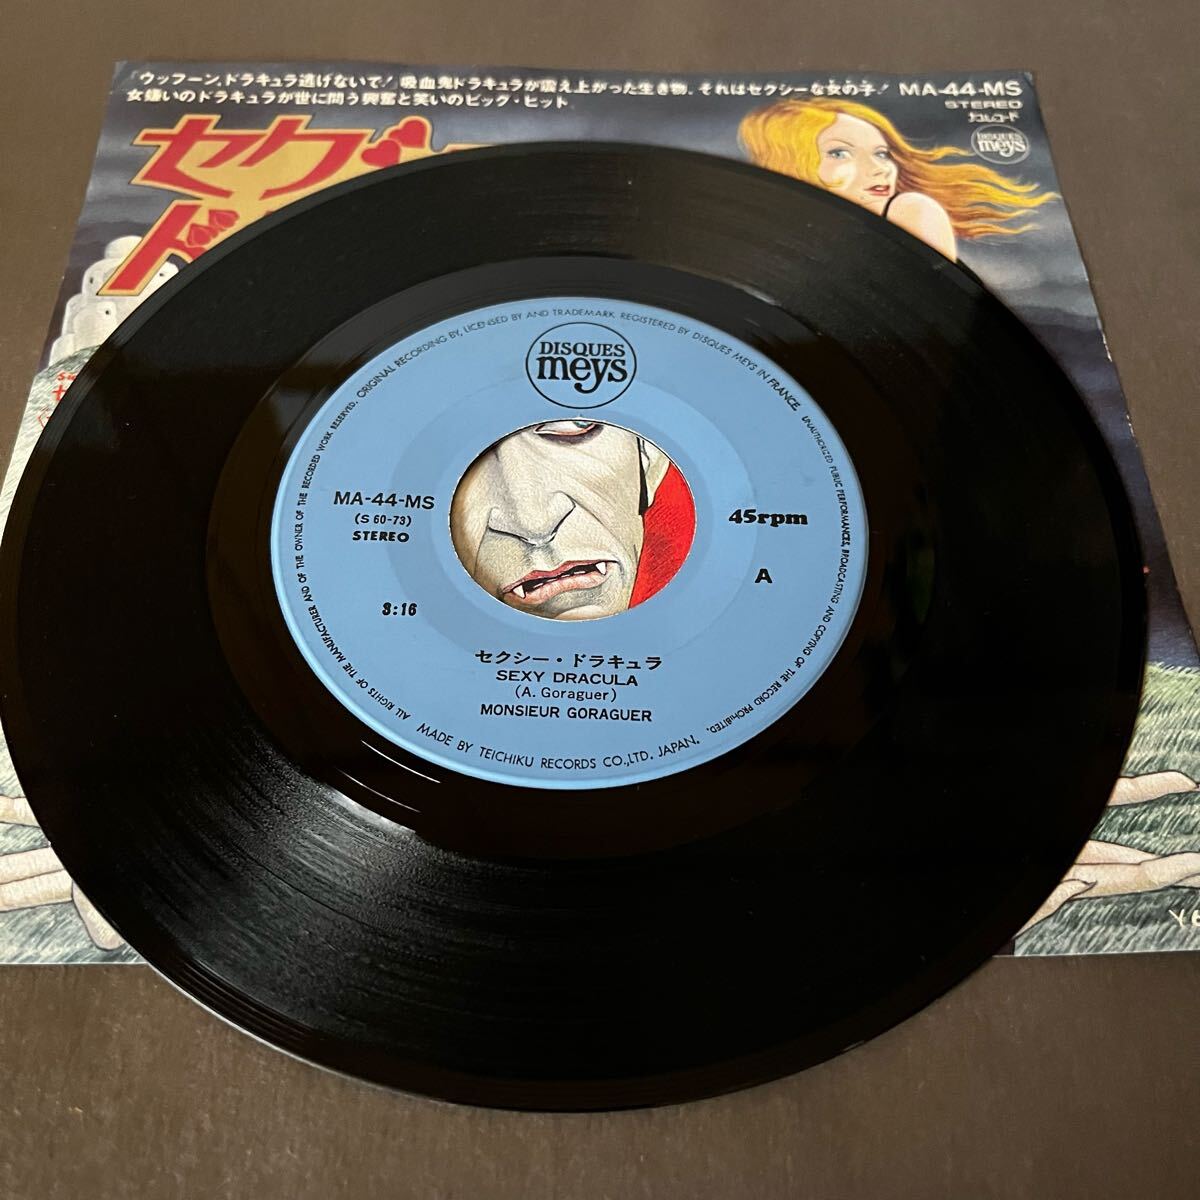 「ウッフーン、ドラキュラ逃げないで!」吸血鬼ドラキュラが震え上がった生き物。それはセクシーな女の子! MA-44-MS
女嫌いのドラキュラが世に問う興奮と笑いのビック・ヒット STEREO
DISQUES
meys
セク
ド
ALL RIGHTS OF THE MANUFACTURER AND OF THE OWNER OF THE RECORDED WORK RESERVED. ORIGINAL RECORDING BY, LICENSED BY AND TRADEMARK REGISTERED BY DISQUES MEYS IN FRANCE. UNAUTHORIZED PUBLIC PERFORMANCES, BROADCASTING AND COPYING OF THE RECORD PROHIBITED.
DISQUES
meys
MA-44-MS
(S 60-73)
STEREO
45rpm
A
3:16
セクシー・ドラキュラ
SEXY DRACULA
(A. Goraguer)
MONSIEUR GORAGUER
MADE BY TEICHIKU RECORDS CO.,LTD. JAPAN.